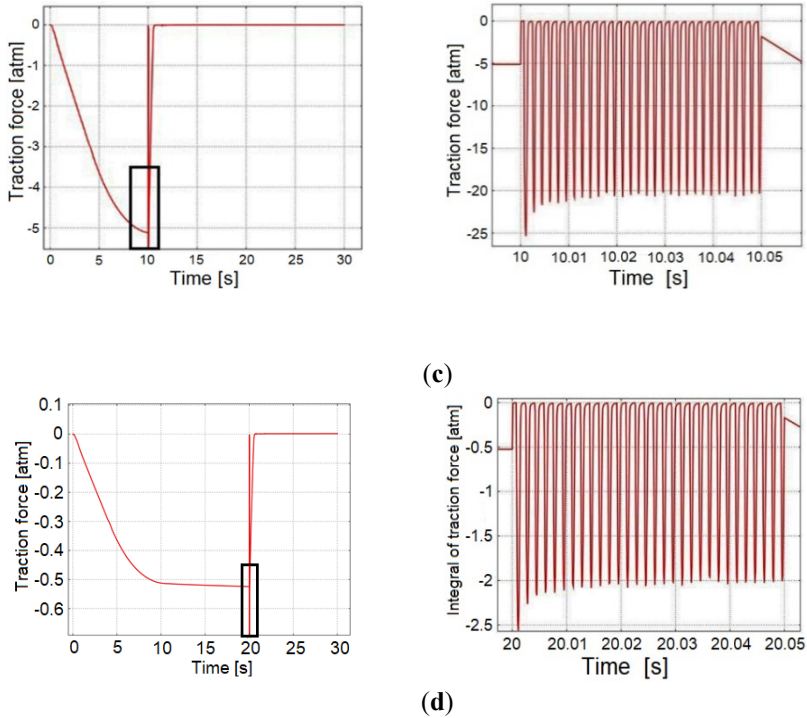 Traction force [atm]
0
-1
-2
-3
-4
-5
0 5 10 15 20 25 30
Time [s]
Traction force [atm]
0
-5
-10
-15
-20
-25
10 10.01 10.02 10.03 10.04 10.05
Time [s]
(c)
Traction force [atm]
0.1
0
-0.1
-0.2
-0.3
-0.4
-0.5
-0.6
0 5 10 15 20 25 30
Time [s]
Integral of traction force [atm]
0
-0.5
-1
-1.5
-2
-2.5
20 20.01 20.02 20.03 20.04 20.05
Time [s]
(d)